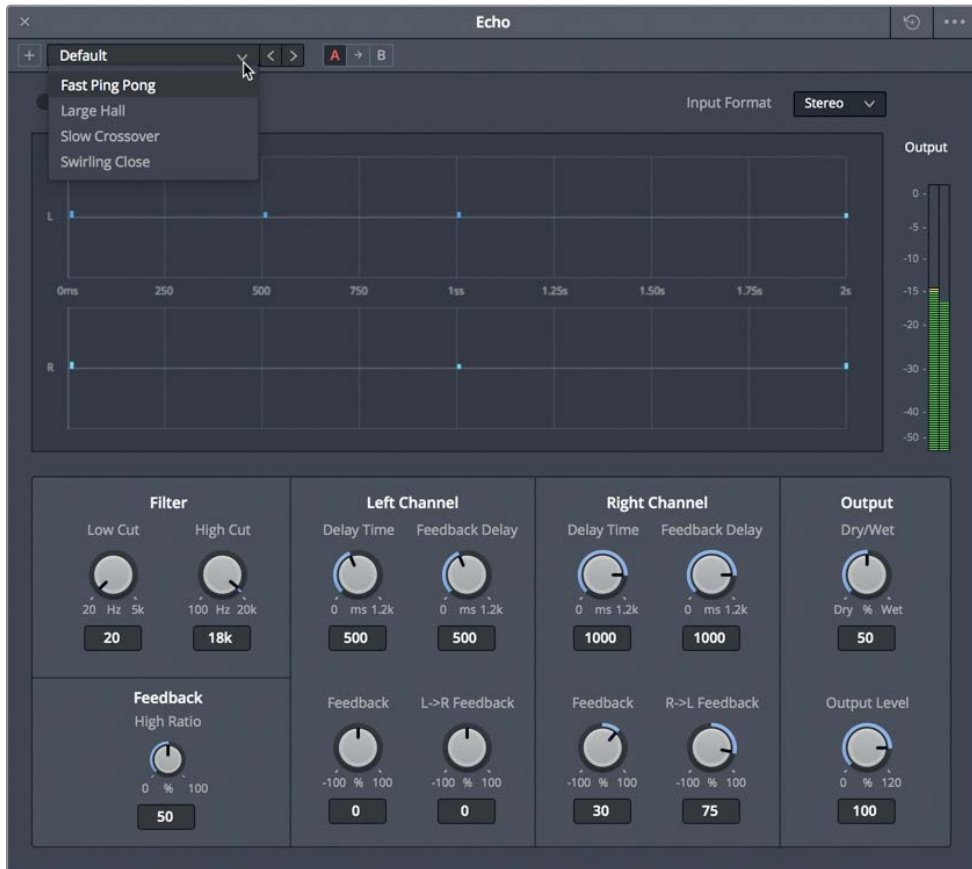 Echo
Default
A B
Fast Ping Pong
Large Hall
Slow Crossover
Swirling Close
Input Format Stereo
Output
0 -
-5 -
-10 -
-15 -
-20 -
-30 -
-40 -
-50 -
L
0ms 250 500 750 1ss 1.25s 1.50s 1.75s 2s
R
Filter
Low Cut High Cut
20 Hz 5k 100 Hz 20k
20 18k
Feedback
High Ratio
0 % 100
50
Left Channel
Delay Time Feedback Delay
0 ms 1.2k 0 ms 1.2k
500 500
Feedback L->R Feedback
-100 % 100 -100 % 100
0 0
Right Channel
Delay Time Feedback Delay
0 ms 1.2k 0 ms 1.2k
1000 1000
Feedback R->L Feedback
-100 % 100 -100 % 100
30 75
Output
Dry/Wet
Dry % Wet
50
Output Level
0 % 120
100